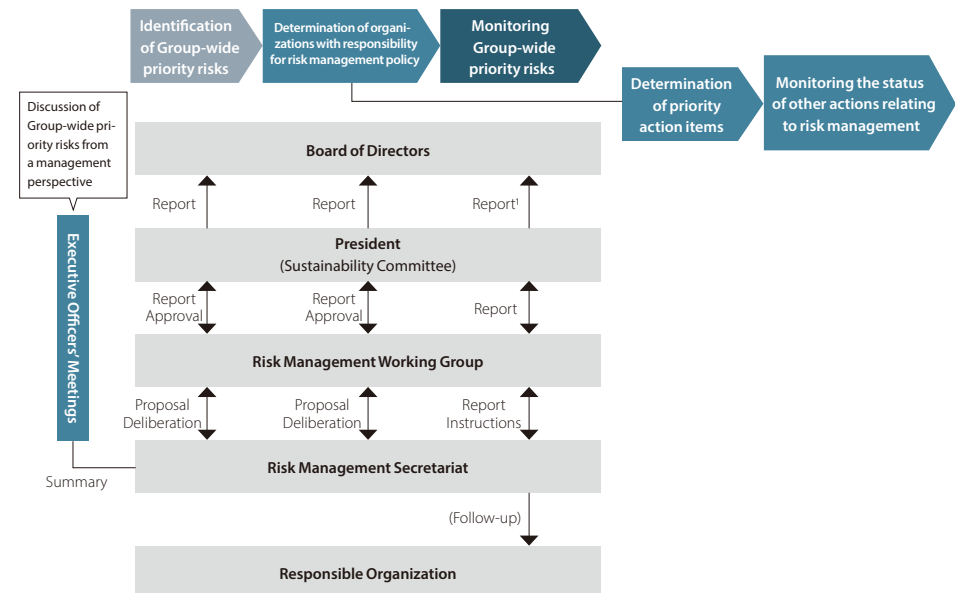 Identification
of Group-wide
priority risks
Determination of organi-
zations with responsibility
for risk management policy
Monitoring
Group-wide
priority risks
Determination
of priority
action items
Monitoring the status
of other actions relating
to risk management
Discussion of
Group-wide pri-
ority risks from
a management
perspective
Executive Officers' Meetings
Summary
Board of Directors
Report
Report
Report¹
President
(Sustainability Committee)
Report
Approval
Report
Approval
Report
Risk Management Working Group
Proposal
Deliberation
Proposal
Deliberation
Report
Instructions
Risk Management Secretariat
(Follow-up)
Responsible Organization